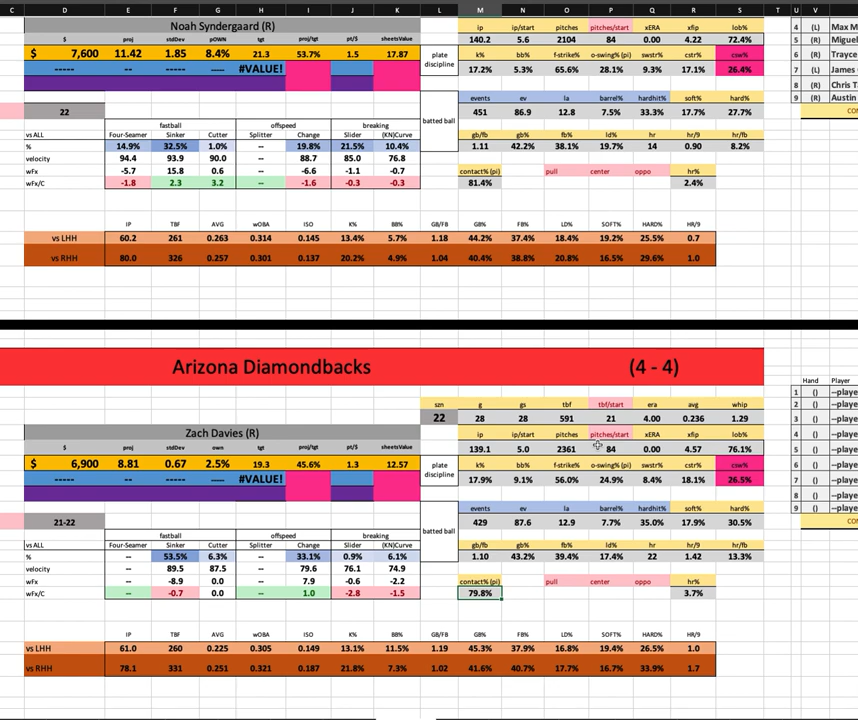 C D E F G H I J K L M N O P Q R S T U V
Noah Syndergaard (R) ip ip/start pitches pitches/start xERA xfip lob% 4 (L) Max M
$ proj stdDev pOWN tgt proj/tgt pt/$ sheetsValue 140.2 5.6 2104 84 0.00 4.22 72.4% 5 (R) Miguel
$ 7,600 11.42 1.85 8.4% 21.3 53.7% 1.5 17.87 plate discipline k% bb% f-strike% o-swing% (pi) swstr% cstr% csw% 6 (R) Trayce
----- -- ----- ---- #VALUE! ----- ----- 17.2% 5.3% 65.6% 28.1% 9.3% 17.1% 26.4% 7 (L) James
8 (R) Chris T
events ev la barrel% hardhit% soft% hard% 9 (R) Austin
22 batted ball 451 86.9 12.8 7.5% 33.3% 17.7% 27.7% CO
fastball offspeed breaking
vs ALL Four-Seamer Sinker Cutter Splitter Change Slider (KN)Curve gb/fb gb% fb% ld% hr hr/9 hr/fb
% 14.9% 32.5% 1.0% -- 19.8% 21.5% 10.4% 1.11 42.2% 38.1% 19.7% 14 0.90 8.2%
velocity 94.4 93.9 90.0 -- 88.7 85.0 76.8
wFx -5.7 15.8 0.6 -6.6 -1.1 -0.7 contact% (pi) pull center oppo hr%
wFx/C -1.8 2.3 3.2 -- -1.6 -0.3 -0.3 81.4% 2.4%
IP TBF AVG wOBA ISO K% BB% GB/FB GB% FB% LD% SOFT% HARD% HR/9
vs LHH 60.2 261 0.263 0.314 0.145 13.4% 5.7% 1.18 44.2% 37.4% 18.4% 19.2% 25.5% 0.7
vs RHH 80.0 326 0.257 0.301 0.137 20.2% 4.9% 1.04 40.4% 38.8% 20.8% 16.5% 29.6% 1.0
Arizona Diamondbacks (4 - 4)
Hand Player
1 () --playe
szn g gs tbf tbf/start era avg whip 2 () --playe
22 28 28 591 21 4.00 0.236 1.29 3 () --playe
Zach Davies (R) ip ip/start pitches pitches/start xERA xfip lob% 4 () --playe
$ proj stdDev own tgt proj/tgt pt/$ sheetsValue 139.1 5.0 2361 84 0.00 4.57 76.1% 5 () --playe
$ 6,900 8.81 0.67 2.5% 19.3 45.6% 1.3 12.57 plate discipline k% bb% f-strike% o-swing% (pi) swstr% cstr% csw% 6 () --playe
----- -- ----- ---- #VALUE! ----- ----- 17.9% 9.1% 56.0% 24.9% 8.4% 18.1% 26.5% 7 () --playe
8 () --playe
events ev la barrel% hardhit% soft% hard% 9 () --playe
21-22 batted ball 429 87.6 12.9 7.7% 35.0% 17.9% 30.5% CO
fastball offspeed breaking
vs ALL Four-Seamer Sinker Cutter Splitter Change Slider (KN)Curve gb/fb gb% fb% ld% hr hr/9 hr/fb
% -- 53.5% 6.3% -- 33.1% 0.9% 6.1% 1.10 43.2% 39.4% 17.4% 22 1.42 13.3%
velocity -- 89.5 87.5 -- 79.6 76.1 74.9
wFx -- -8.9 0.0 -- 7.9 -0.6 -2.2 contact% (pi) pull center oppo hr%
wFx/C -- -0.7 0.0 -- 1.0 -2.8 -1.5 79.8% 3.7%
IP TBF AVG wOBA ISO K% BB% GB/FB GB% FB% LD% SOFT% HARD% HR/9
vs LHH 61.0 260 0.225 0.305 0.149 13.1% 11.5% 1.19 45.3% 37.9% 16.8% 19.4% 26.5% 1.0
vs RHH 78.1 331 0.251 0.321 0.187 21.8% 7.3% 1.02 41.6% 40.7% 17.7% 16.7% 33.9% 1.7